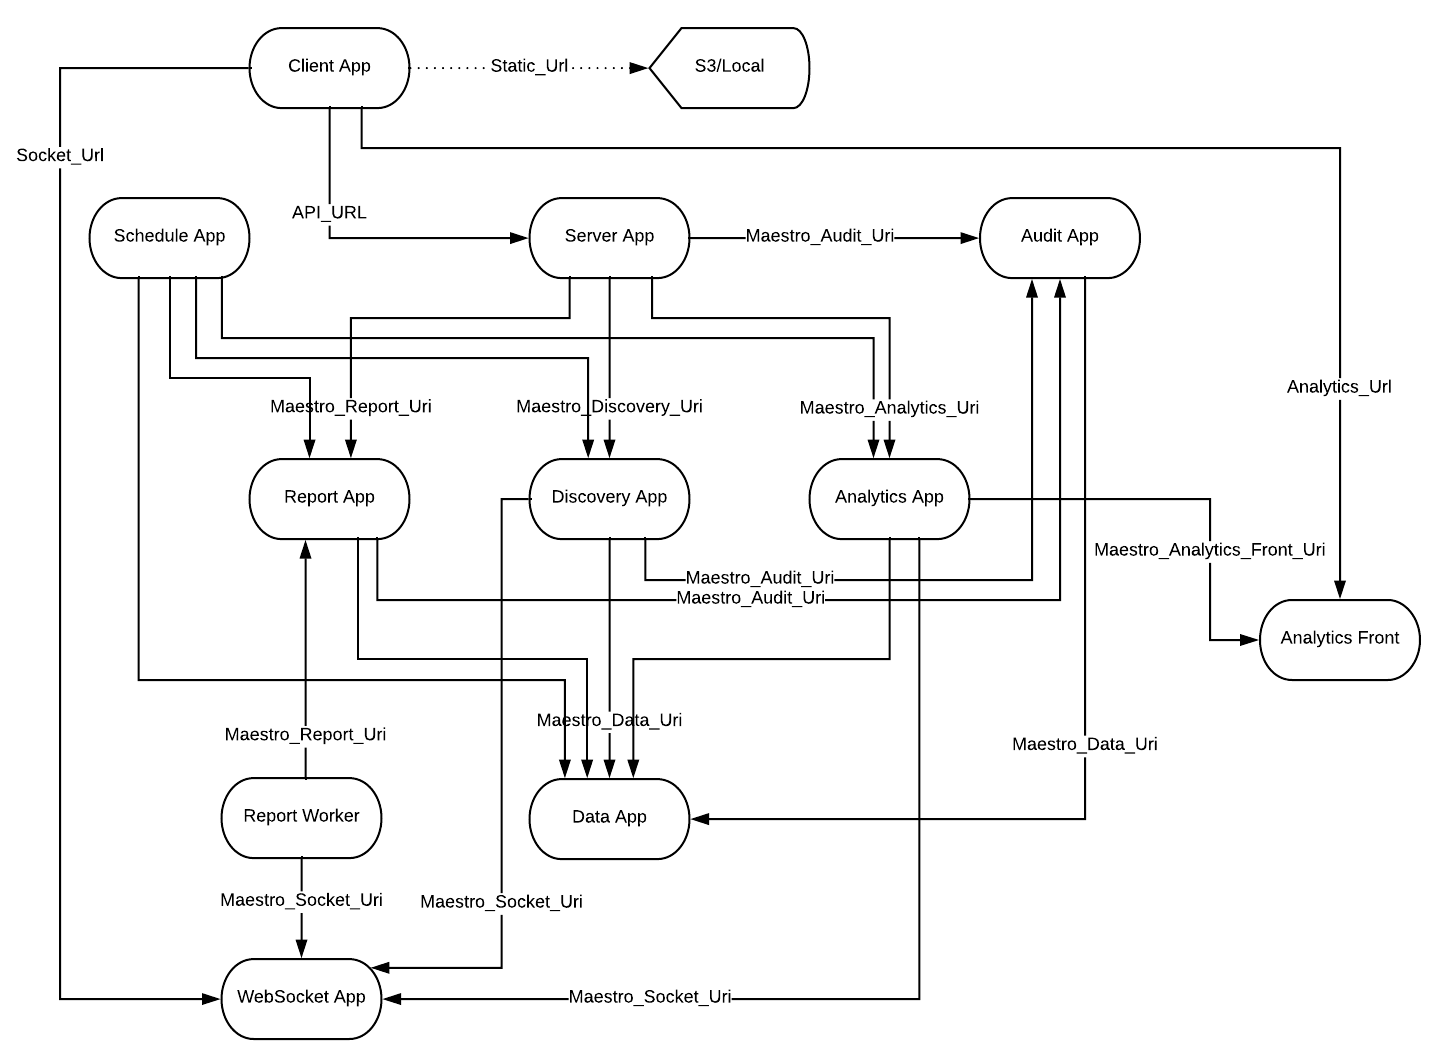 Client App
Static_Url
S3/Local
Socket_Url
API_URL
Schedule App
Server App
Maestro_Audit_Uri
Audit App
Analytics_Url
Maestro_Report_Uri
Maestro_Discovery_Uri
Maestro_Analytics_Uri
Report App
Discovery App
Analytics App
Maestro_Analytics_Front_Uri
Maestro_Audit_Uri
Maestro_Audit_Uri
Analytics Front
Maestro_Report_Uri
Maestro_Data_Uri
Maestro_Data_Uri
Report Worker
Data App
Maestro_Socket_Uri
Maestro_Socket_Uri
WebSocket App
Maestro_Socket_Uri